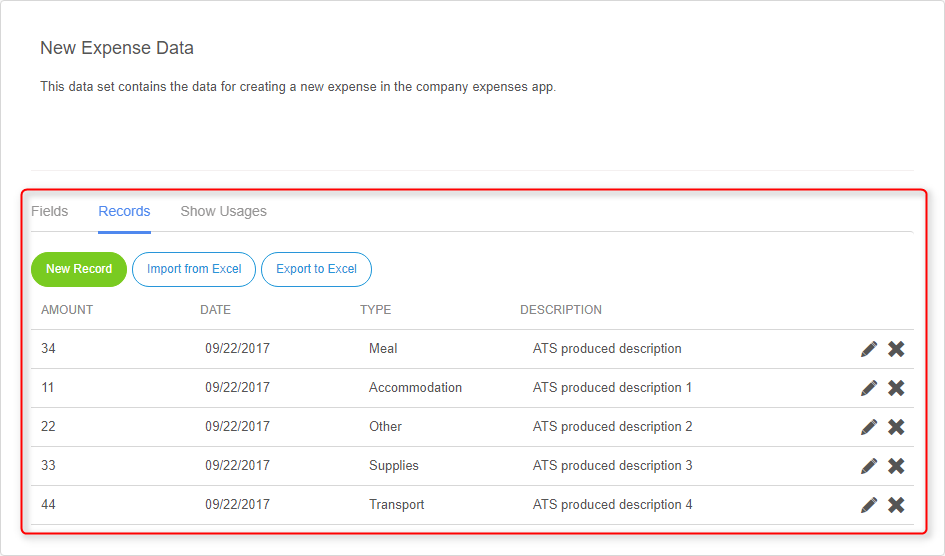 New Expense Data
This data set contains the data for creating a new expense in the company expenses app.
Fields Records Show Usages
New Record Import from Excel Export to Excel
AMOUNT DATE TYPE DESCRIPTION
34 09/22/2017 Meal ATS produced description
11 09/22/2017 Accommodation ATS produced description 1
22 09/22/2017 Other ATS produced description 2
33 09/22/2017 Supplies ATS produced description 3
44 09/22/2017 Transport ATS produced description 4